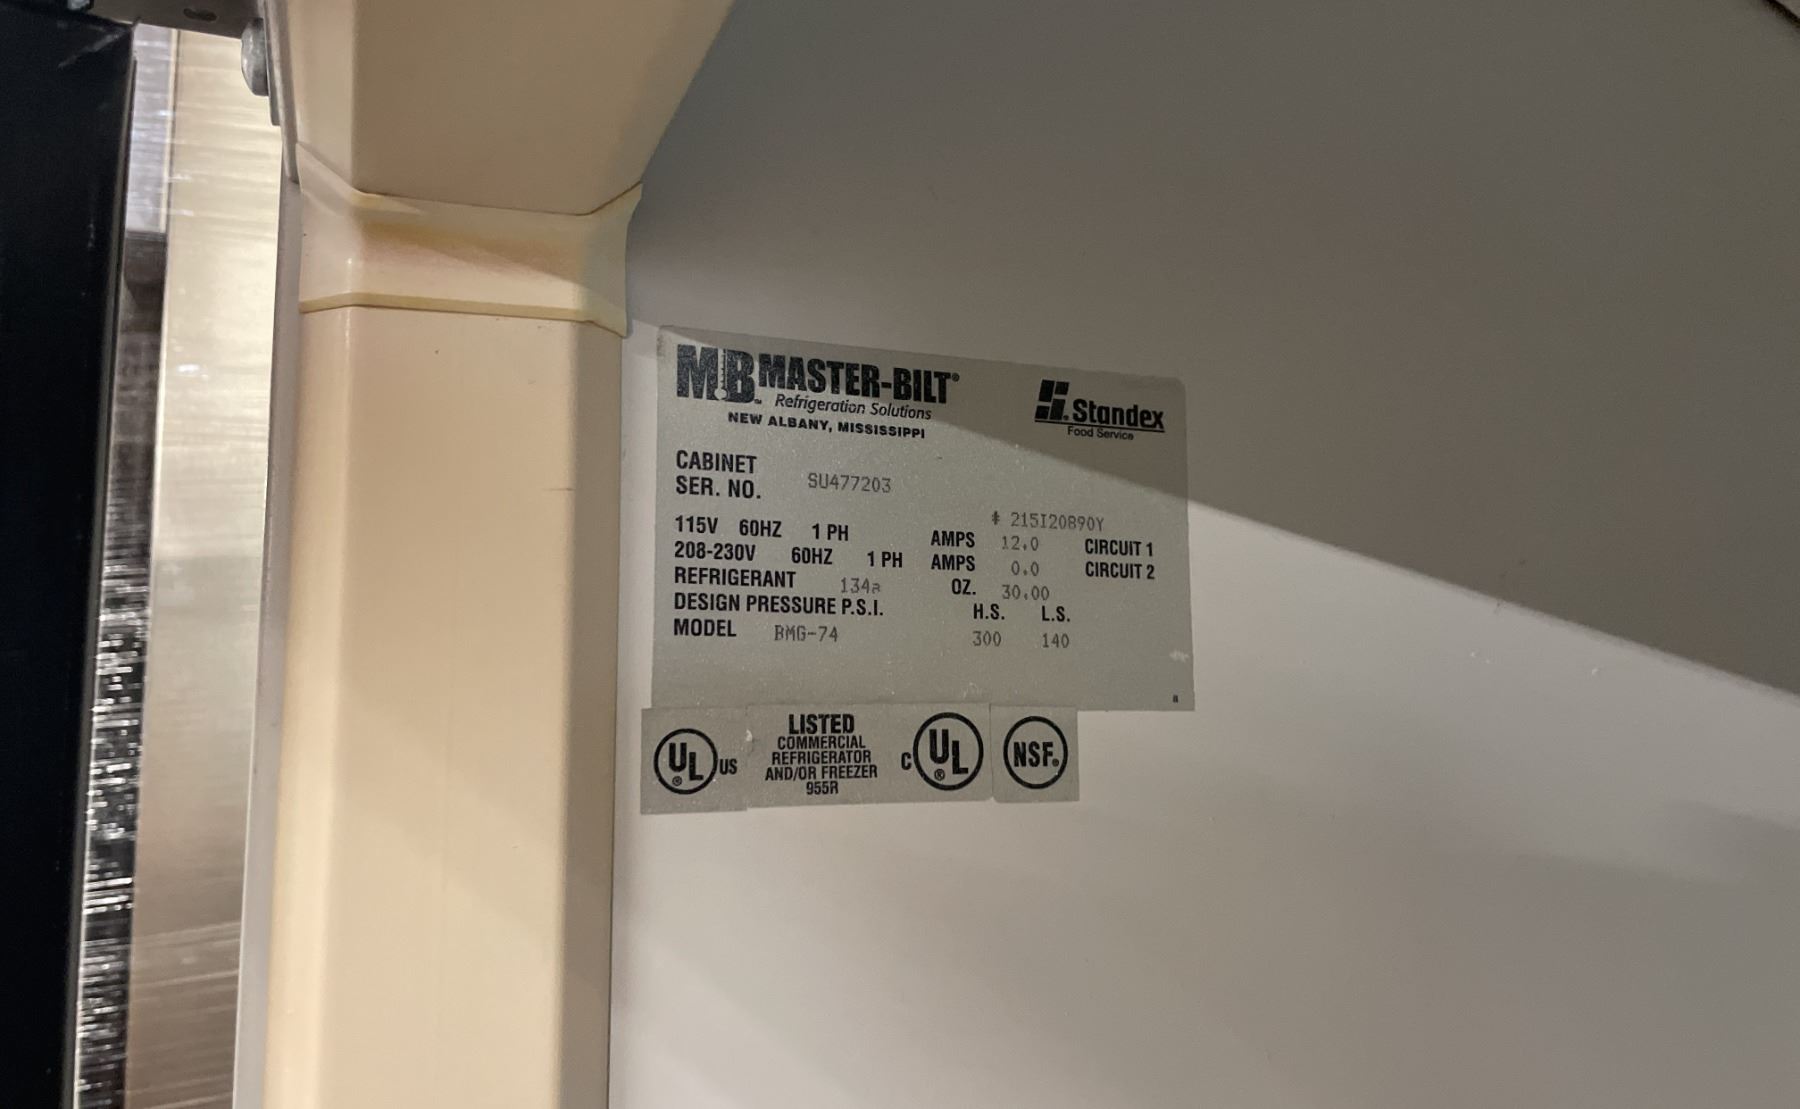 MB MASTER-BILT®
Refrigeration Solutions
NEW ALBANY, MISSISSIPPI
Standex
Food Service
CABINET
SER. NO. SU477203
# 215I20890Y
115V 60HZ 1 PH AMPS 12.0 CIRCUIT 1
208-230V 60HZ 1 PH AMPS 0.0 CIRCUIT 2
REFRIGERANT 134a OZ. 30.00
DESIGN PRESSURE P.S.I. H.S. L.S.
MODEL BMG-74 300 140
UL® US
LISTED
COMMERCIAL
REFRIGERATOR
AND/OR FREEZER
955R
C UL®
NSF®